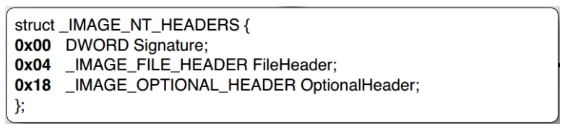 struct _IMAGE_NT_HEADERS {
0x00 DWORD Signature;
0x04 _IMAGE_FILE_HEADER FileHeader;
0x18 _IMAGE_OPTIONAL_HEADER OptionalHeader;
};